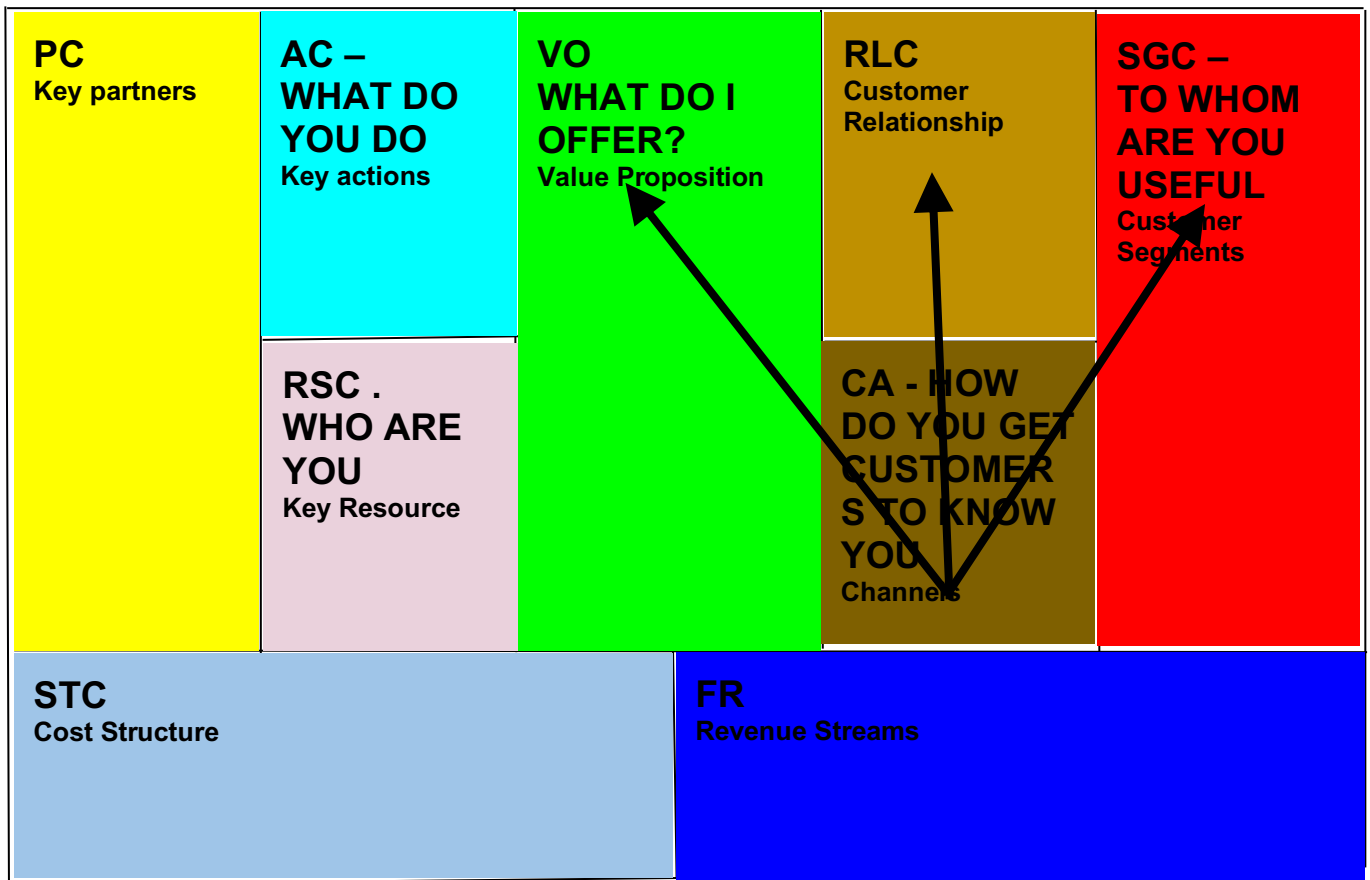 PC
Key partners
AC –
WHAT DO
YOU DO
Key actions
VO
WHAT DO I
OFFER?
Value Proposition
RLC
Customer
Relationship
SGC –
TO WHOM
ARE YOU
USEFUL
Customer
Segments
RSC .
WHO ARE
YOU
Key Resource
CA - HOW
DO YOU GET
CUSTOMER
S TO KNOW
YOU
Channels
STC
Cost Structure
FR
Revenue Streams